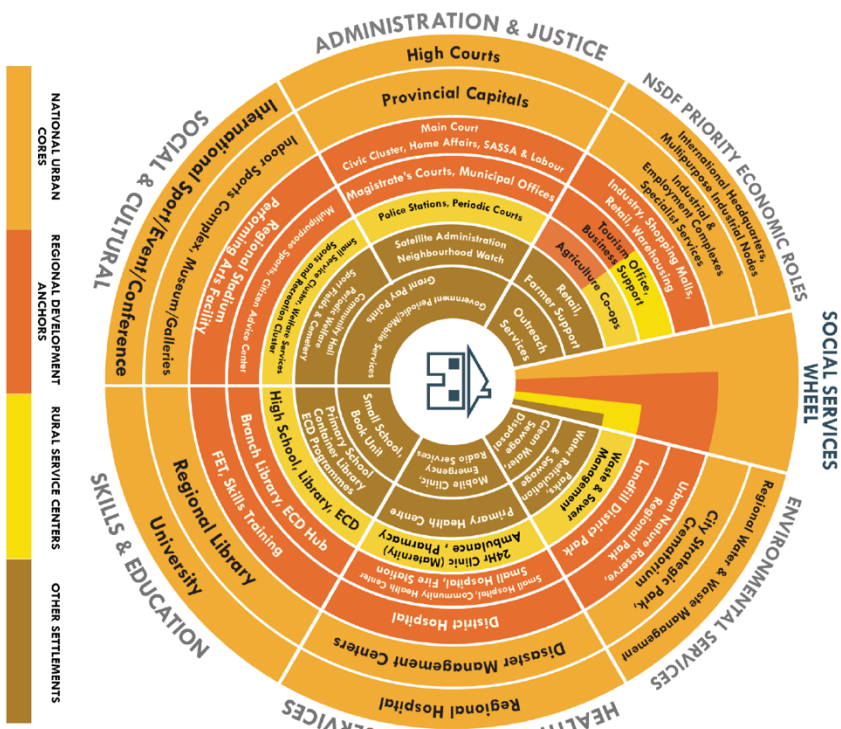 ADMINISTRATION & JUSTICE
High Courts
Provincial Capitals
Main Court
Civic Cluster, Home Affairs, SASSA & Labour
Magistrate's Courts, Municipal Offices
Police Stations, Periodic Courts
Satellite Administration
Neighbourhood Watch
Government Periodic/Mobile Services
Grant Pay Points
NSDF PRIORITY ECONOMIC ROLES
International Headquarters,
Multipurpose Industrial Nodes
Industrial &
Employment Complexes
Specialist Services
Industry, Shopping Malls,
Retail, Warehousing
Tourism
Business
Office,
Support
Agriculture Co-ops
Retail,
Farmer Support
Outreach
Services
SOCIAL SERVICES
WHEEL
ENVIRONMENTAL SERVICES
Regional Water & Waste Management
City Strategic Park,
Crematorium
Urban Nature Reserve,
Regional Park
Landfill District Park
Waste & Sewer
Management
Parks,
Water Reticulation
& Sewage
Clean Water
Sewage
Disposal
HEALTH
SERVICES
Regional Hospital
Disaster Management Centers
District Hospital
Small Hospital, Community Health Center
Small Hospital, Fire Station
24Hr Clinic (Maternity)
Ambulance , Pharmacy
Primary Health Centre
Mobile Clinic,
Emergency
Radio Services
SKILLS & EDUCATION
University
Regional Library
FET, Skills Training
Branch Library, ECD Hub
High School, Library, ECD
Primary School
Container Library
ECD Programmes
Small School,
Book Unit
SOCIAL & CULTURAL
International Sport/Event/Conference
Indoor Sports Complex, Museum/Galleries
Regional Stadium
Performing Arts Facility
Multipurpose Sports, Citizen Advice Center
Small Service Cluster, Welfare Services
Sports and Recreation Cluster
Community Hall
Periodic Welfare
Sport Fields & Cemetery
NATIONAL URBAN
CORES
REGIONAL DEVELOPMENT
ANCHORS
RURAL SERVICE CENTERS
OTHER SETTLEMENTS